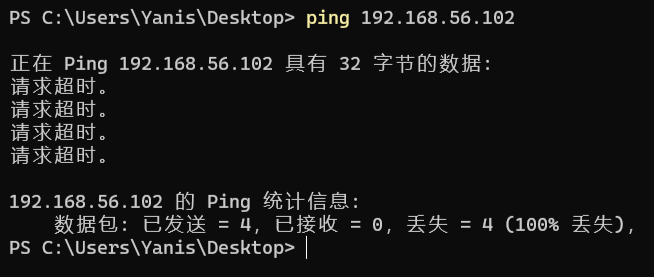 PS C:\Users\Yanis\Desktop> ping 192.168.56.102
正在 Ping 192.168.56.102 具有 32 字节的数据:
请求超时。
请求超时。
请求超时。
请求超时。
192.168.56.102 的 Ping 统计信息:
数据包: 已发送 = 4，已接收 = 0，丢失 = 4 (100% 丢失)，
PS C:\Users\Yanis\Desktop>